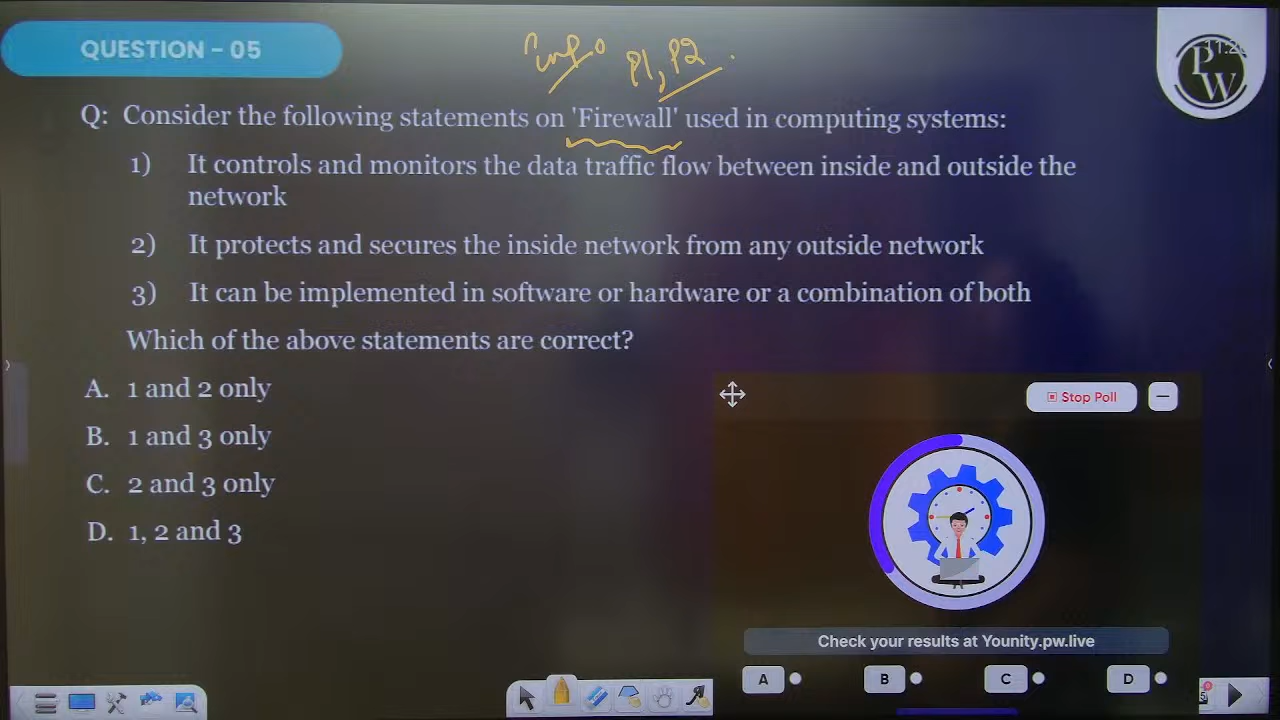 QUESTION – 05
Imp. P1, P2
Q: Consider the following statements on 'Firewall' used in computing systems:
1) It controls and monitors the data traffic flow between inside and outside the
network
2) It protects and secures the inside network from any outside network
3) It can be implemented in software or hardware or a combination of both
Which of the above statements are correct?
A. 1 and 2 only
B. 1 and 3 only
C. 2 and 3 only
D. 1, 2 and 3
PW
Stop Poll
Check your results at Younity.pw.live
A B C D